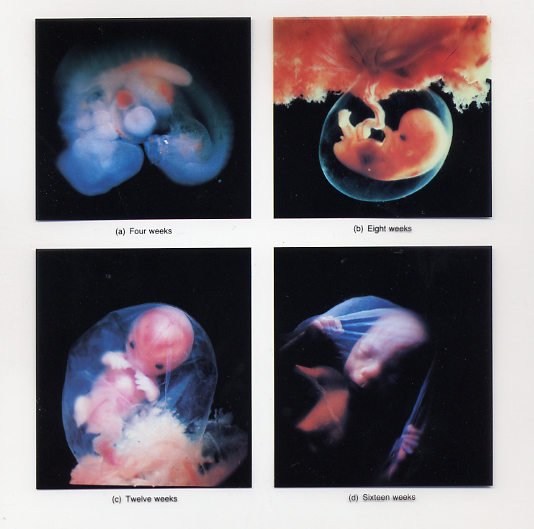 (a) Four weeks
(b) Eight weeks
(c) Twelve weeks
(d) Sixteen weeks